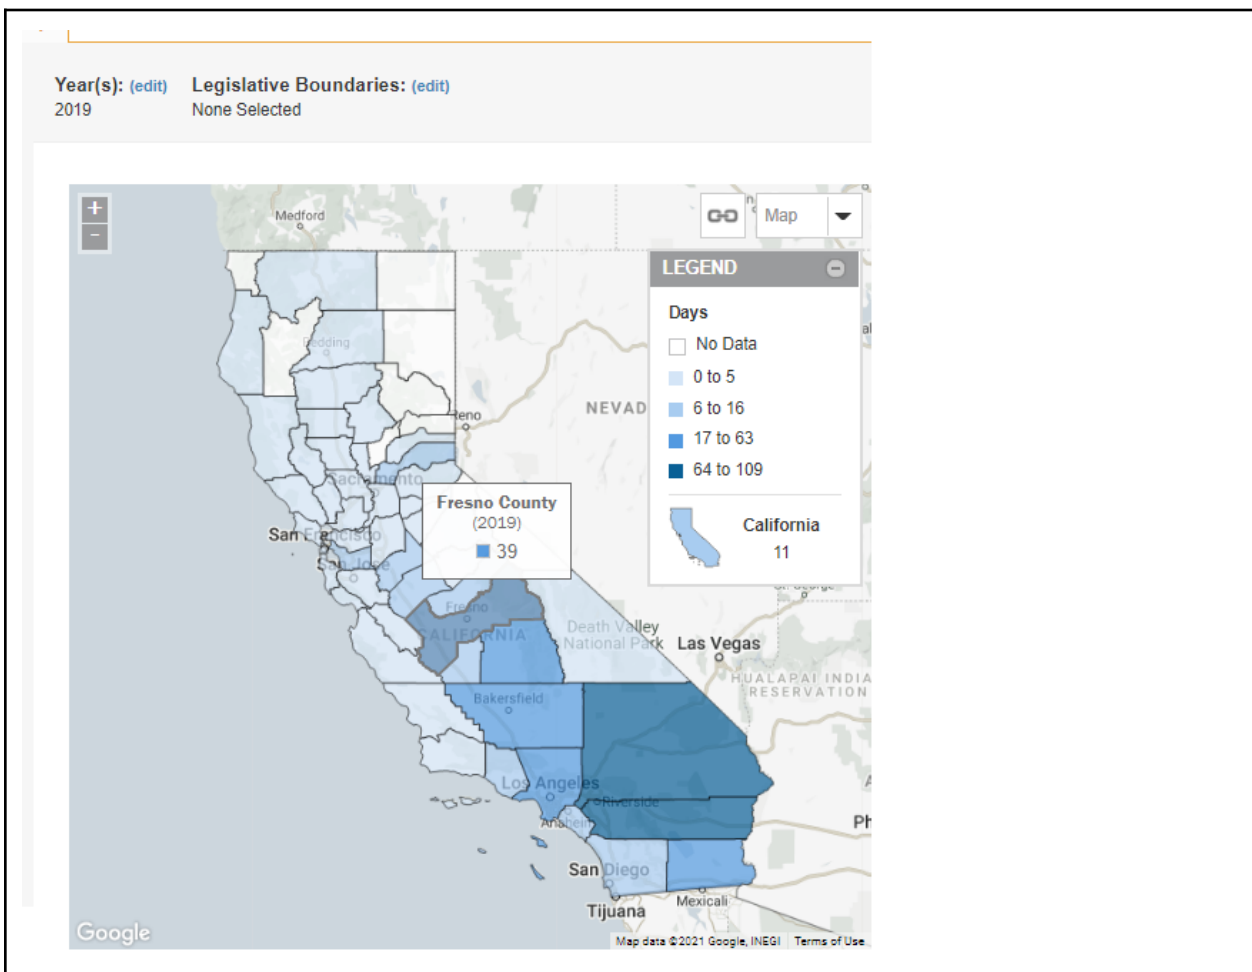 Year(s): (edit) Legislative Boundaries: (edit)
2019 None Selected
+
-
Map
LEGEND
Days
No Data
0 to 5
6 to 16
17 to 63
64 to 109
California
11
Medford
Redding
Reno
NEVAD
Sacramento
Fresno County
(2019)
39
San Francisco
San Jose
St. George
Fresno
CALIFORNIA
Death Valley
National Park
Las Vegas
HUALAPAI INDIA
RESERVATION
Bakersfield
Los Angeles
Riverside
Anaheim
Ph
San Diego
Tijuana
Mexicali
Google
Map data ©2021 Google, INEGI Terms of Use